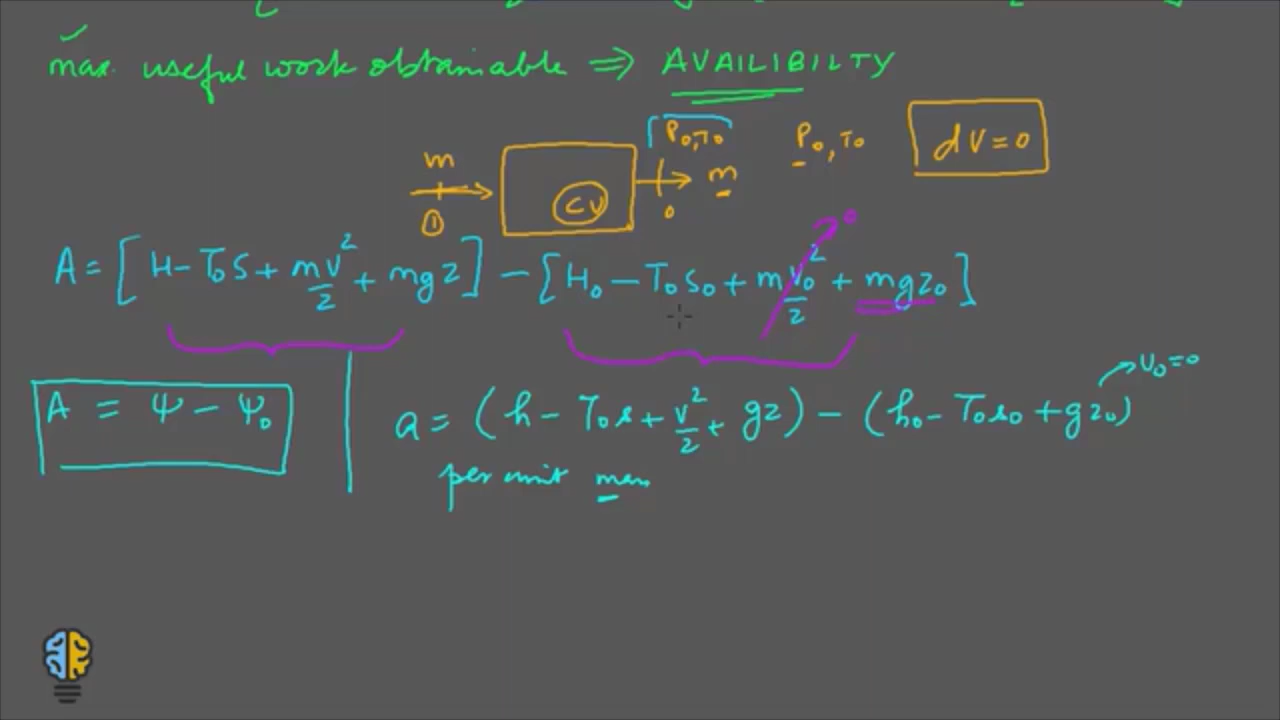 max. useful work obtainable ⇒ AVAILIBILTY
P₀,T₀
P₀,T₀
dV=0
m
m
CV
1
0
A = [H-T₀S + mV²/2 + mgz] - [H₀ - T₀S₀ + mV₀²/2 + mgz₀]
0
V₀=0
A = Ψ - Ψ₀
a = (h - T₀s + V²/2 + gz) - (h₀ - T₀s₀ + gz₀)
per unit mass